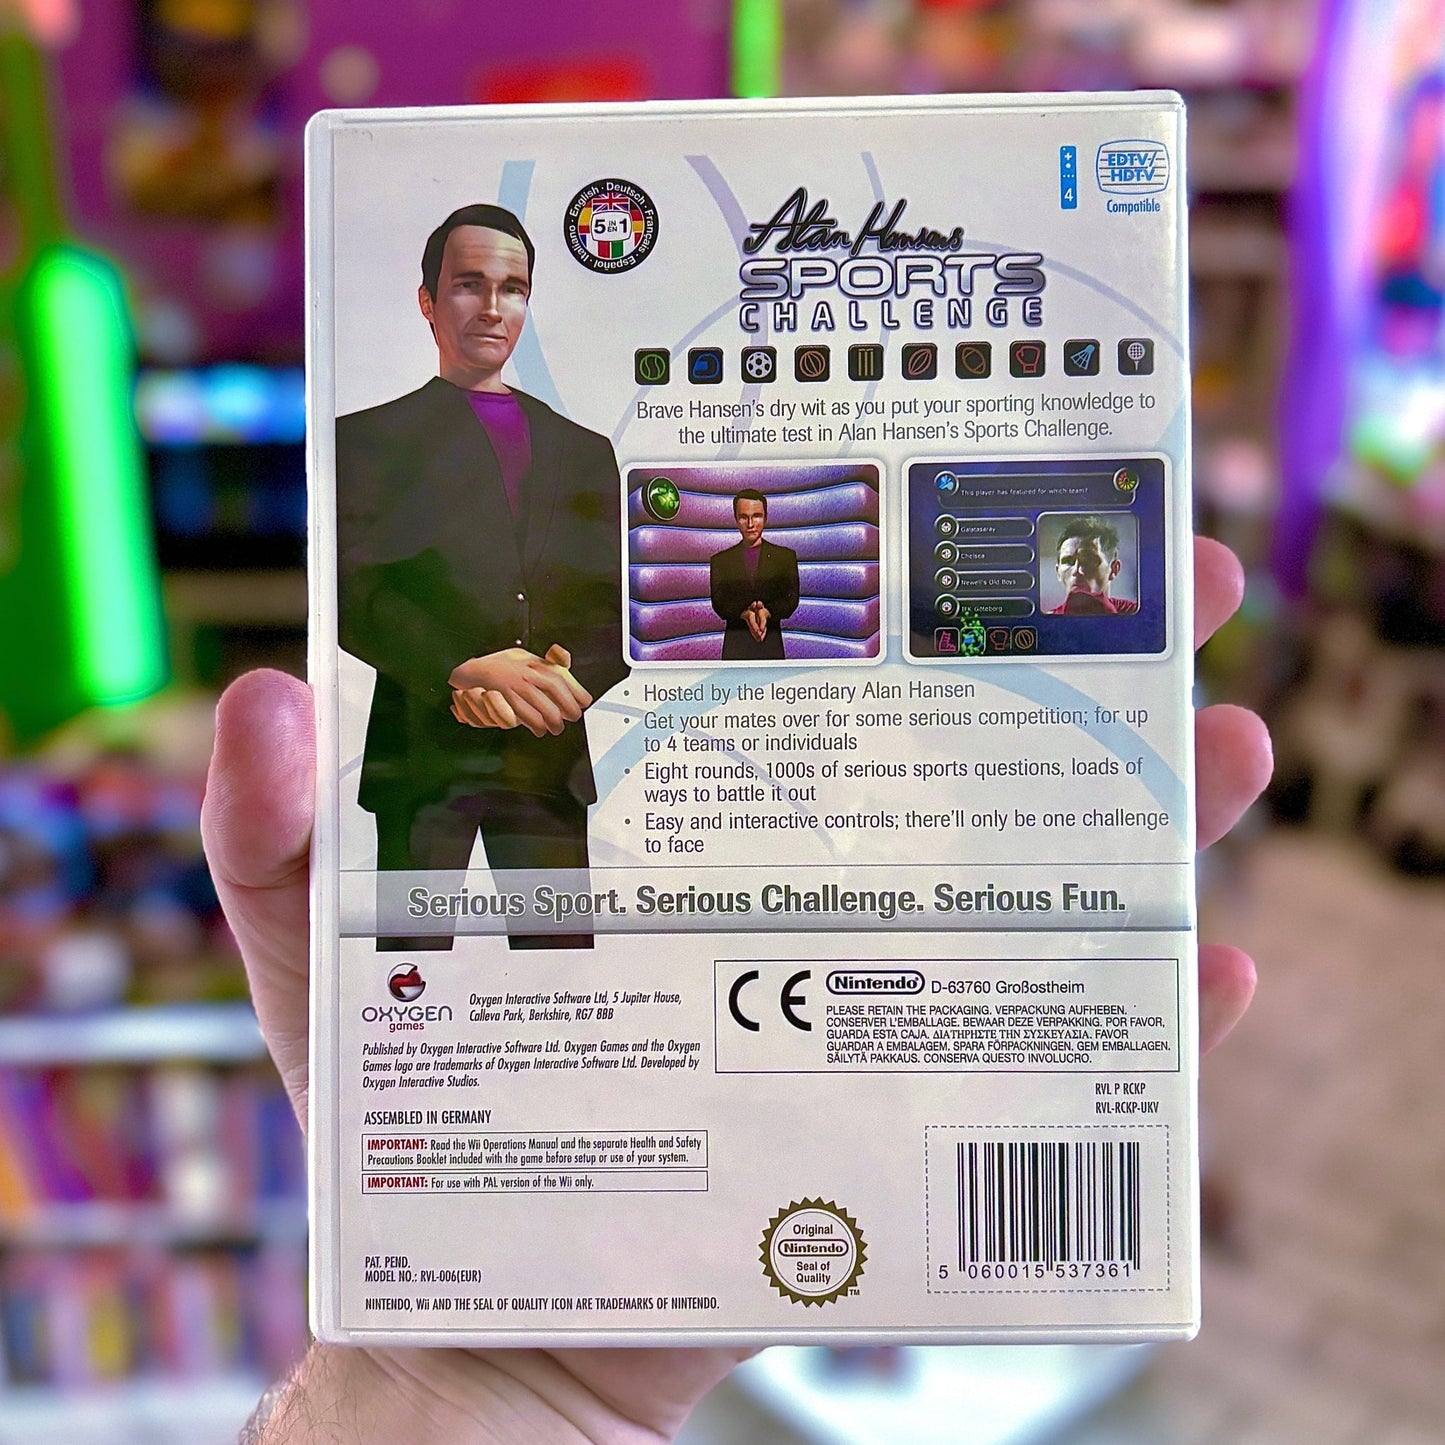 English · Deutsch · Français · Español · Italiano
5 IN EN 1
4
EDTV/
HDTV
Compatible
Alan Hansen's
SPORTS
CHALLENGE
Brave Hansen's dry wit as you put your sporting knowledge to
the ultimate test in Alan Hansen's Sports Challenge.
This player has featured for which team?
Galatasaray
Chelsea
Newell's Old Boys
IFK Göteborg
• Hosted by the legendary Alan Hansen
• Get your mates over for some serious competition; for up
to 4 teams or individuals
• Eight rounds, 1000s of serious sports questions, loads of
ways to battle it out
• Easy and interactive controls; there'll only be one challenge
to face
Serious Sport. Serious Challenge. Serious Fun.
OXYGEN
games
Oxygen Interactive Software Ltd, 5 Jupiter House,
Calleva Park, Berkshire, RG7 8BB
Published by Oxygen Interactive Software Ltd. Oxygen Games and the Oxygen
Games logo are trademarks of Oxygen Interactive Software Ltd. Developed by
Oxygen Interactive Studios.
ASSEMBLED IN GERMANY
IMPORTANT: Read the Wii Operations Manual and the separate Health and Safety
Precautions Booklet included with the game before setup or use of your system.
IMPORTANT: For use with PAL version of the Wii only.
PAT. PEND.
MODEL NO.: RVL-006(EUR)
NINTENDO, Wii AND THE SEAL OF QUALITY ICON ARE TRADEMARKS OF NINTENDO.
CE Nintendo® D-63760 Großostheim
PLEASE RETAIN THE PACKAGING. VERPACKUNG AUFHEBEN.
CONSERVER L'EMBALLAGE. BEWAAR DEZE VERPAKKING. POR FAVOR,
GUARDA ESTA CAJA. ΔΙΑΤΗΡΗΣΤΕ ΤΗΝ ΣΥΣΚΕΥΑΣΙΑ. FAVOR
GUARDAR A EMBALAGEM. SPARA FÖRPACKNINGEN. GEM EMBALLAGEN.
SÄILYTÄ PAKKAUS. CONSERVA QUESTO INVOLUCRO.
RVL P RCKP
RVL-RCKP-UKV
Original
Nintendo
Seal of
Quality
TM
5 060015 537361